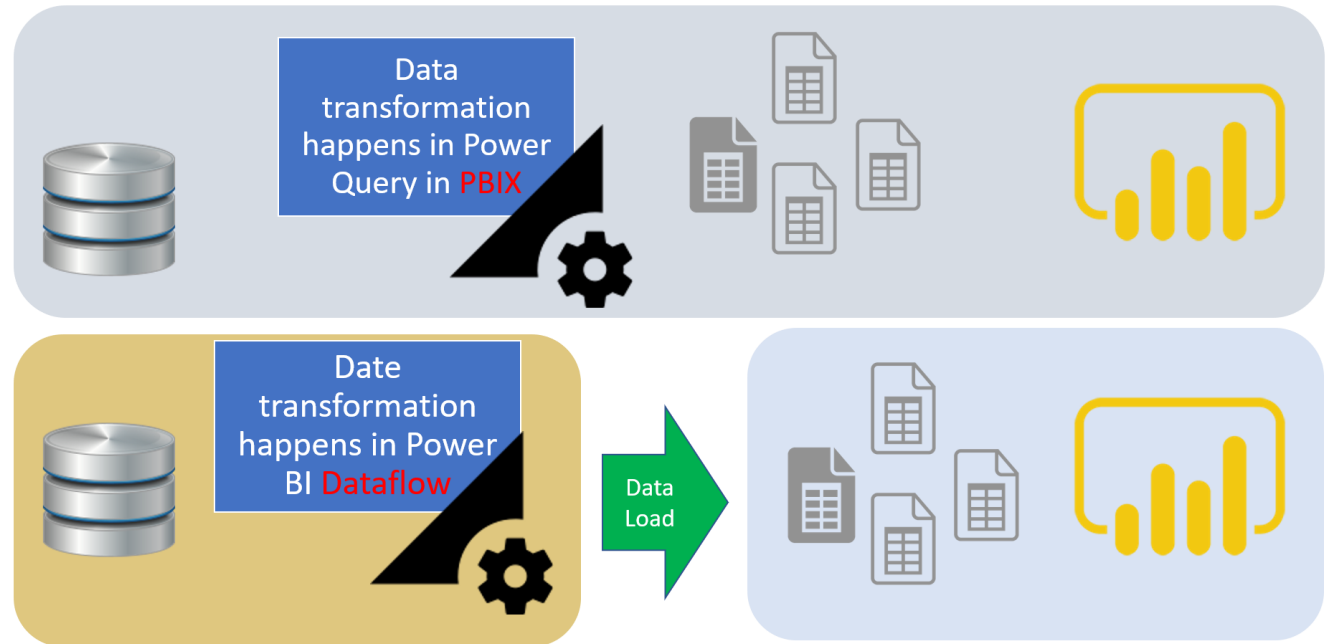 Data
transformation
happens in Power
Query in PBIX
Date
transformation
happens in Power
BI Dataflow
Data
Load